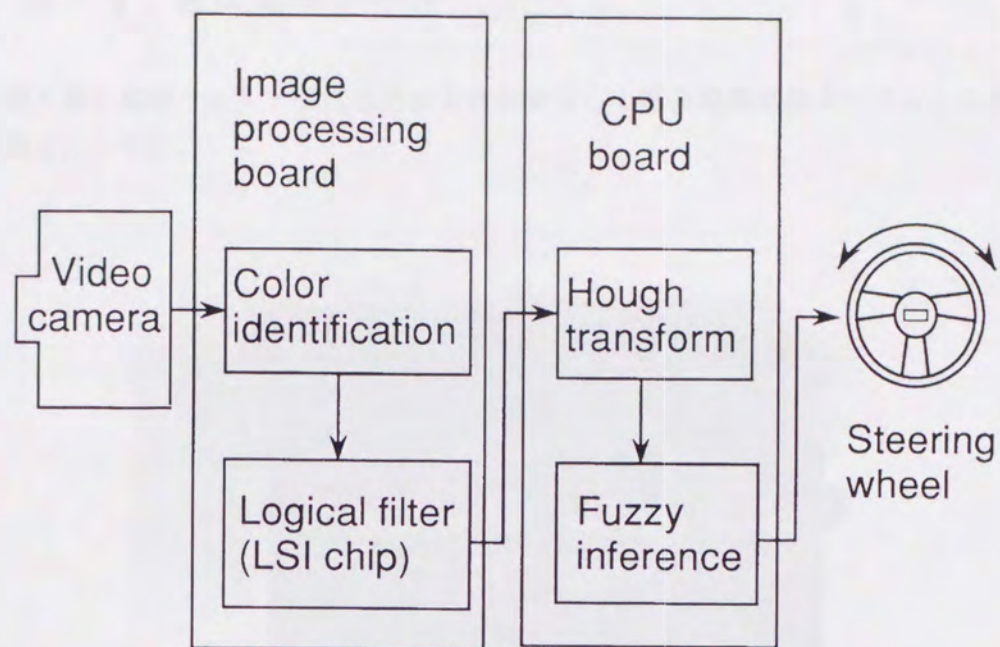 Image
processing
board
CPU
board
Video
camera
Color
identification
Hough
transform
Logical filter
(LSI chip)
Fuzzy
inference
Steering
wheel